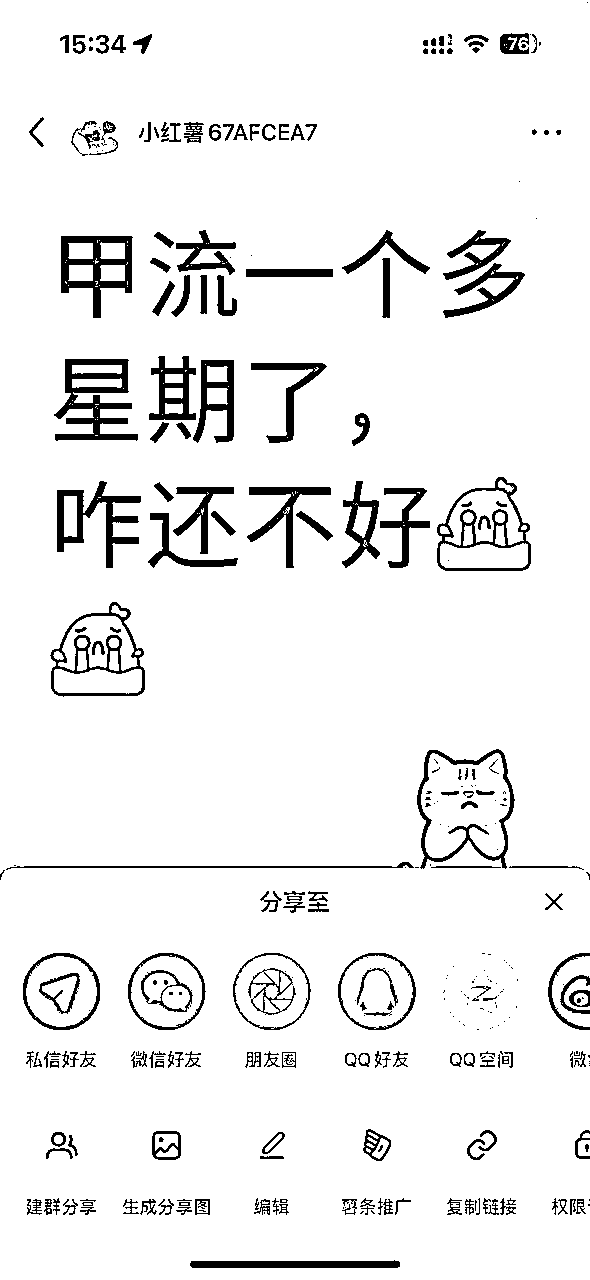 15:34
76
小红薯67AFCEA7
甲流一个多
星期了，
咋还不好
分享至
私信好友 微信好友 朋友圈 QQ好友 QQ空间 微
建群分享 生成分享图 编辑 薯条推广 复制链接 权限